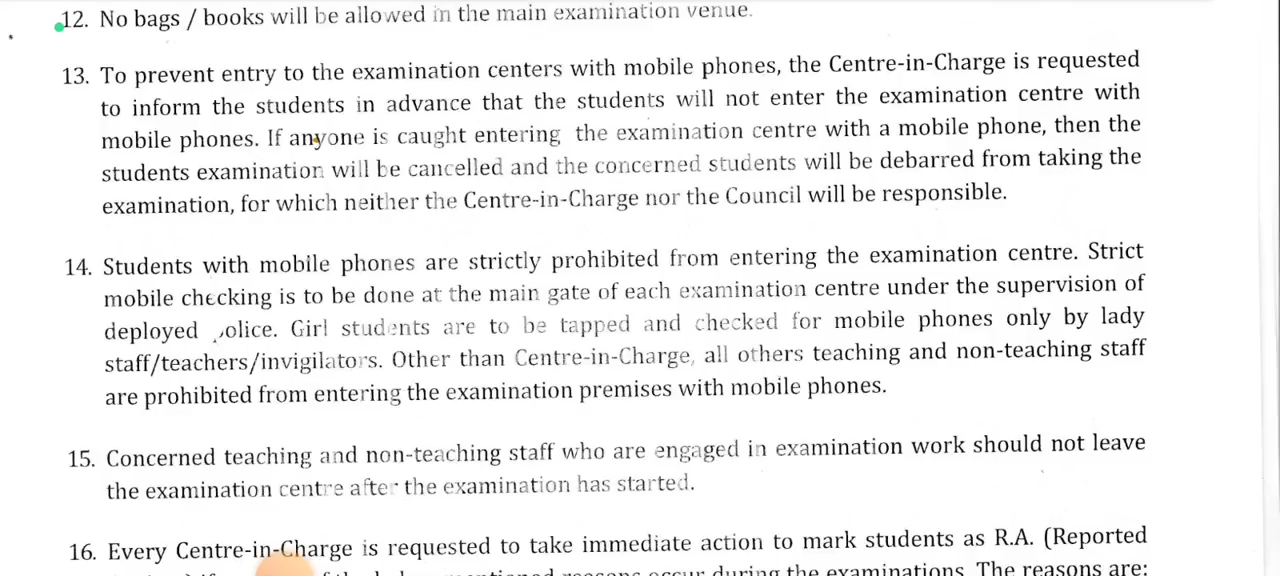 12. No bags / books will be allowed in the main examination venue.
13. To prevent entry to the examination centers with mobile phones, the Centre-in-Charge is requested
to inform the students in advance that the students will not enter the examination centre with
mobile phones. If anyone is caught entering the examination centre with a mobile phone, then the
students examination will be cancelled and the concerned students will be debarred from taking the
examination, for which neither the Centre-in-Charge nor the Council will be responsible.
14. Students with mobile phones are strictly prohibited from entering the examination centre. Strict
mobile checking is to be done at the main gate of each examination centre under the supervision of
deployed police. Girl students are to be tapped and checked for mobile phones only by lady
staff/teachers/invigilators. Other than Centre-in-Charge, all others teaching and non-teaching staff
are prohibited from entering the examination premises with mobile phones.
15. Concerned teaching and non-teaching staff who are engaged in examination work should not leave
the examination centre after the examination has started.
16. Every Centre-in-Charge is requested to take immediate action to mark students as R.A. (Reported
reasons occur during the examinations. The reasons are: